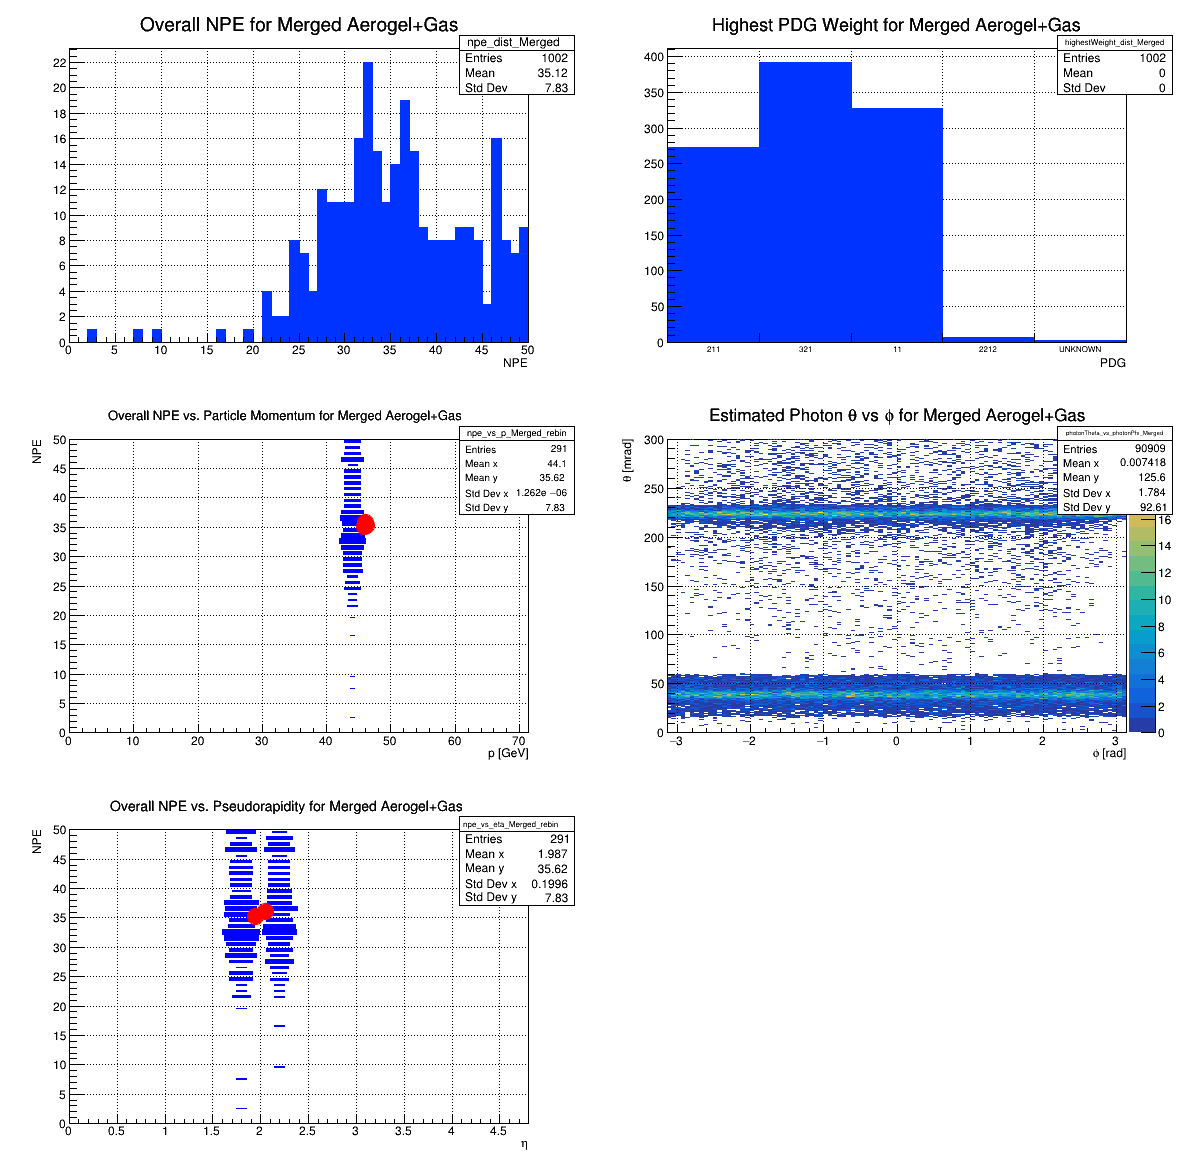 Overall NPE for Merged Aerogel+Gas
npe_dist_Merged
Entries 1002
Mean 35.12
Std Dev 7.83
22
20
18
16
14
12
10
8
6
4
2
0
0 5 10 15 20 25 30 35 40 45 50
NPE
Highest PDG Weight for Merged Aerogel+Gas
highestWeight_dist_Merged
Entries 1002
Mean 0
Std Dev 0
400
350
300
250
200
150
100
50
0
211 321 11 2212 UNKNOWN
PDG
Overall NPE vs. Particle Momentum for Merged Aerogel+Gas
npe_vs_p_Merged_rebin
Entries 291
Mean x 44.1
Mean y 35.62
Std Dev x 1.262e −06
Std Dev y 7.83
NPE
50
45
40
35
30
25
20
15
10
5
0
0 10 20 30 40 50 60 70
p [GeV]
Estimated Photon θ vs ϕ for Merged Aerogel+Gas
photonTheta_vs_photonPhi_Merged
Entries 90909
Mean x 0.007418
Mean y 125.6
Std Dev x 1.784
Std Dev y 92.61
θ [mrad]
300
250
200
150
100
50
0
−3 −2 −1 0 1 2 3
ϕ [rad]
16
14
12
10
8
6
4
2
0
Overall NPE vs. Pseudorapidity for Merged Aerogel+Gas
npe_vs_eta_Merged_rebin
Entries 291
Mean x 1.987
Mean y 35.62
Std Dev x 0.1996
Std Dev y 7.83
NPE
50
45
40
35
30
25
20
15
10
5
0
0 0.5 1 1.5 2 2.5 3 3.5 4 4.5
η